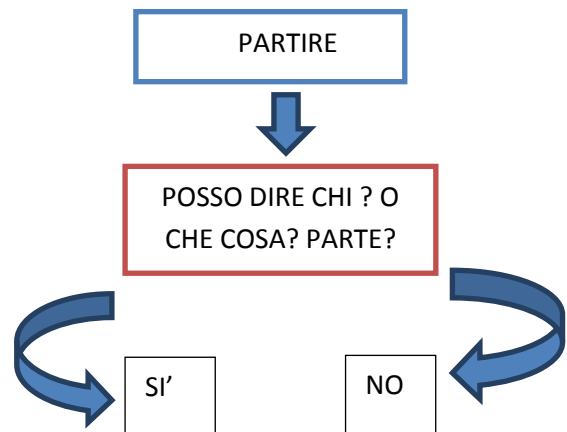 PARTIRE
POSSO DIRE CHI ? O
CHE COSA? PARTE?
SI’
NO